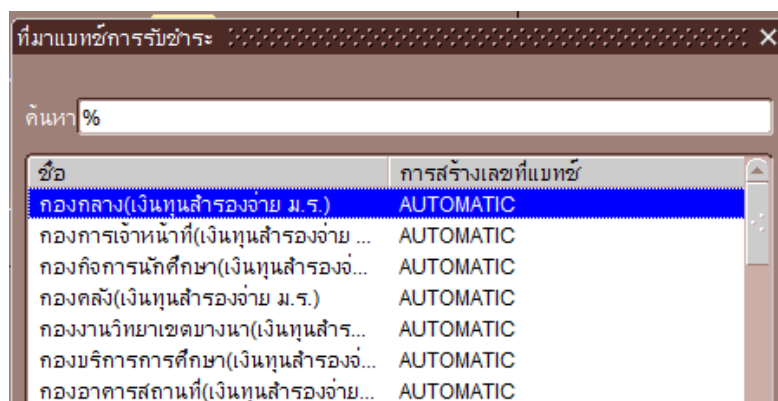 ที่มาแบทช์การรับชำระ
ค้นหา %
ชื่อ การสร้างเลขที่แบทช์
กองกลาง(เงินทุนสำรองจ่าย ม.ร.) AUTOMATIC
กองการเจ้าหน้าที่(เงินทุนสำรองจ่าย ... AUTOMATIC
กองกิจการนักศึกษา(เงินทุนสำรองจ่... AUTOMATIC
กองคลัง(เงินทุนสำรองจ่าย ม.ร.) AUTOMATIC
กองงานวิทยาเขตบางนา(เงินทุนสำร... AUTOMATIC
กองบริการการศึกษา(เงินทุนสำรองจ่... AUTOMATIC
กองอาคารสถานที่(เงินทุนสำรองจ่าย... AUTOMATIC